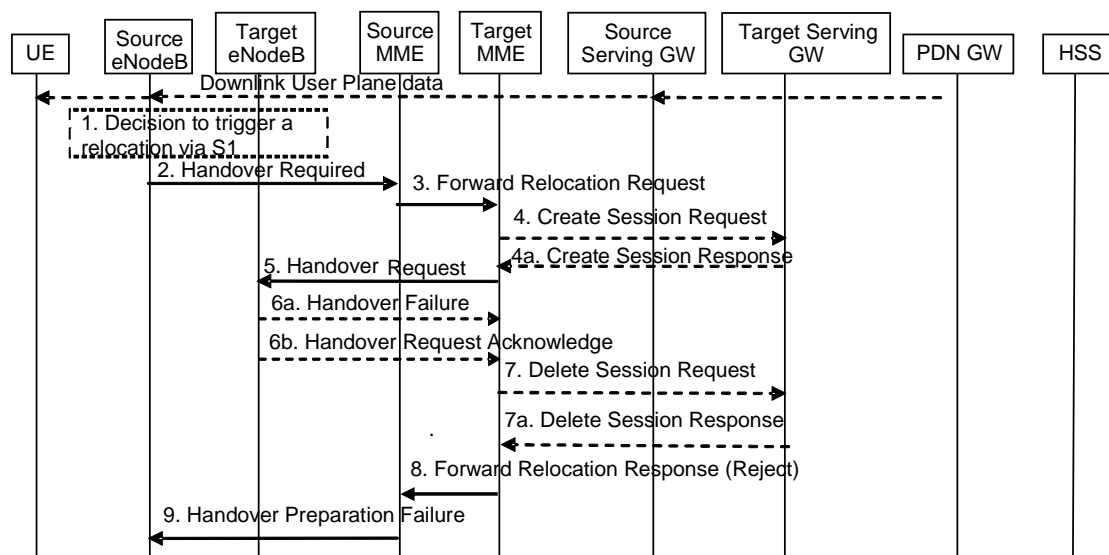 UE
Source
eNodeB
Target
eNodeB
Source
MME
Target
MME
Source
Serving GW
Target Serving
GW
PDN GW
HSS
Downlink User Plane data
1. Decision to trigger a
relocation via S1
2. Handover Required
3. Forward Relocation Request
4. Create Session Request
4a. Create Session Response
5. Handover Request
6a. Handover Failure
6b. Handover Request Acknowledge
7. Delete Session Request
7a. Delete Session Response
.
8. Forward Relocation Response (Reject)
9. Handover Preparation Failure